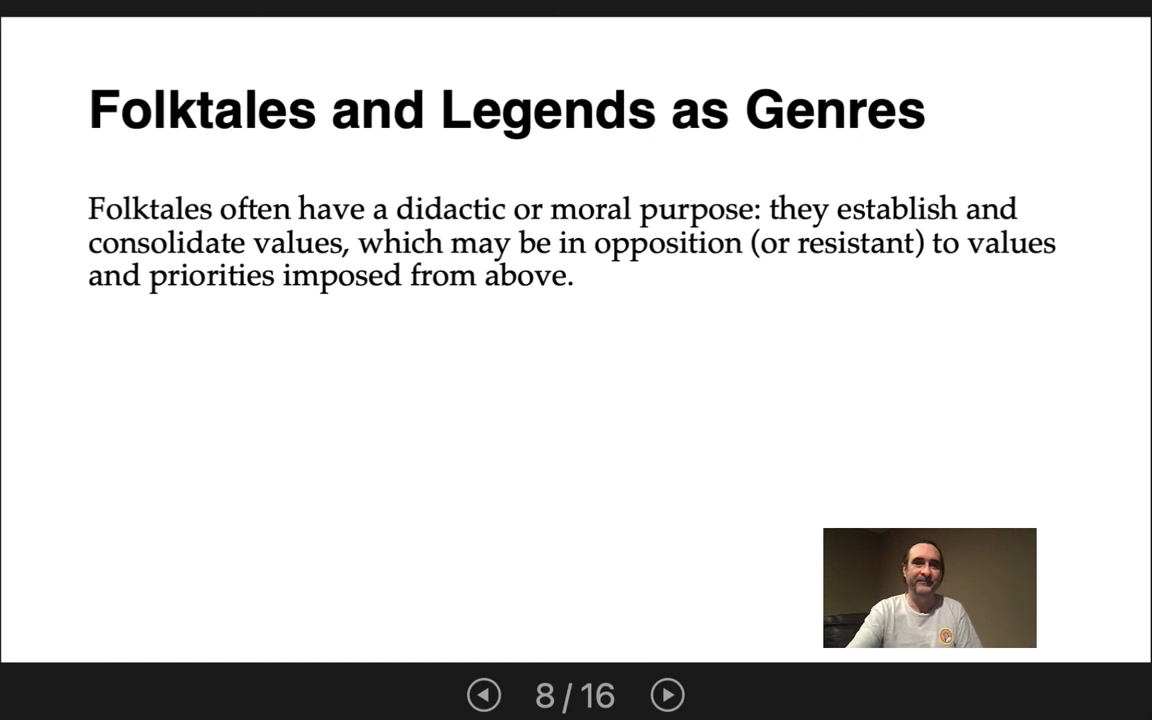 Folktales and Legends as Genres
Folktales often have a didactic or moral purpose: they establish and
consolidate values, which may be in opposition (or resistant) to values
and priorities imposed from above.
8 / 16